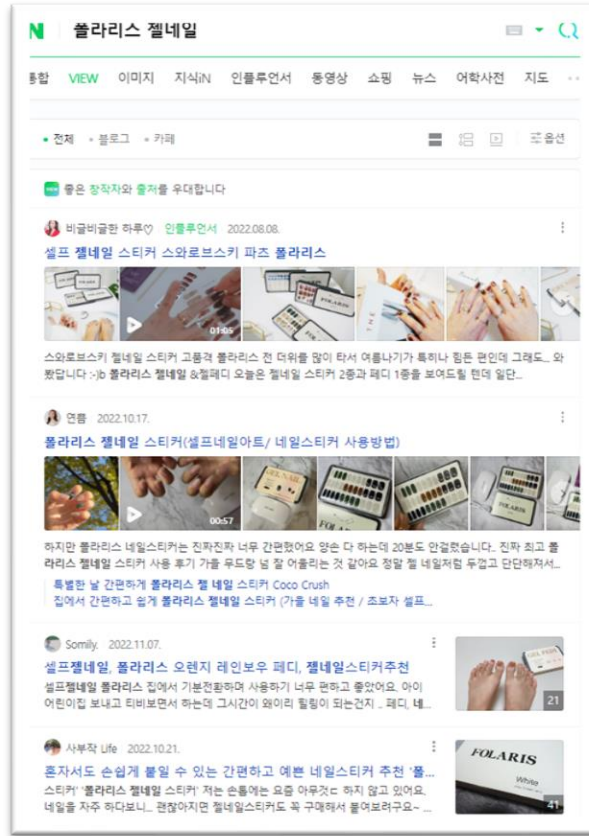 N 폴라리스 젤네일
통합 VIEW 이미지 지식iN 인플루언서 동영상 쇼핑 뉴스 어학사전 지도
전체 블로그 카페 옵션
좋은 창작자와 출처를 우대합니다
비글비글한 하루♡ 인플루언서 2022.08.08.
셀프 젤네일 스티커 스와로브스키 파츠 폴라리스
THE
01:05
스와로브스키 젤네일 스티커 고품격 폴라리스 전 더위를 많이 타서 여름나기가 특히나 힘든 편인데 그래도... 와
봤답니다 :-)b 폴라리스 젤네일 &젤페디 오늘은 젤네일 스티커 2종과 페디 1종을 보여드릴 텐데 일단...
연쁨 2022.10.17.
폴라리스 젤네일 스티커(셀프네일아트/ 네일스티커 사용방법)
GEL NAIL
00:57
하지만 폴라리스 네일스티커는 진짜진짜 너무 간편했어요 양손 다 하는데 20분도 안걸렸습니다.. 진짜 최고 폴
라리스 젤네일 스티커 사용 후기 가을 무드랑 넘 잘 어울리는 것 같아요 정말 젤 네일처럼 두껍고 단단해져서...
특별한 날 간편하게 폴라리스 젤 네일 스티커 Coco Crush
집에서 간편하고 쉽게 폴라리스 젤네일 스티커 (가을 네일 추천 / 초보자 셀프...
Somily. 2022.11.07.
셀프젤네일, 폴라리스 오렌지 레인보우 페디, 젤네일스티커추천
셀프젤네일 폴라리스 집에서 기분전환하며 사용하기 너무 편하고 좋았어요. 아이
어린이집 보내고 티비보면서 하는데 그시간이 왜이리 힐링이 되는건지 .. 페디, 네...
21
사부작 Life 2022.10.21.
혼자서도 손쉽게 붙일 수 있는 간편하고 예쁜 네일스티커 추천 '폴...
스티커' '폴라리스 젤네일 스티커' 저는 손톱에는 요즘 아무것ㄷ 하지 않고 있어요.
네일을 자주 하다보니... 괜찮아지면 젤네일스티커도 꼭 구매해서 붙여보려구요~ ...
FOLARIS
White
41